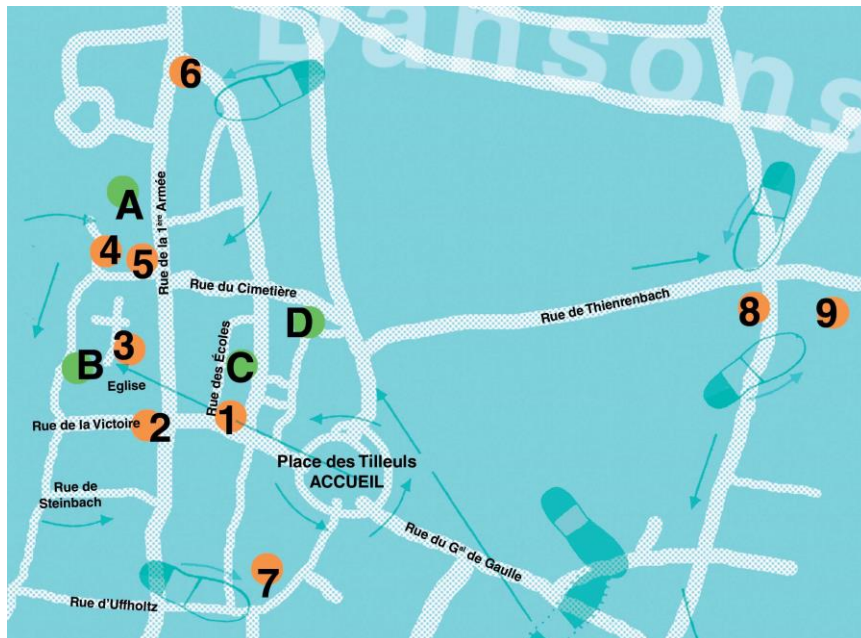 Dansons
6
A
Rue de la 1ère Armée
4
5
Rue du Cimetière
D
Rue de Thienrenbach
8
9
3
B
Eglise
Rue des Écoles
C
1
Rue de la Victoire
2
Place des Tilleuls
ACCUEIL
Rue de
Steinbach
Rue du Gal de Gaulle
7
Rue d'Uffholtz